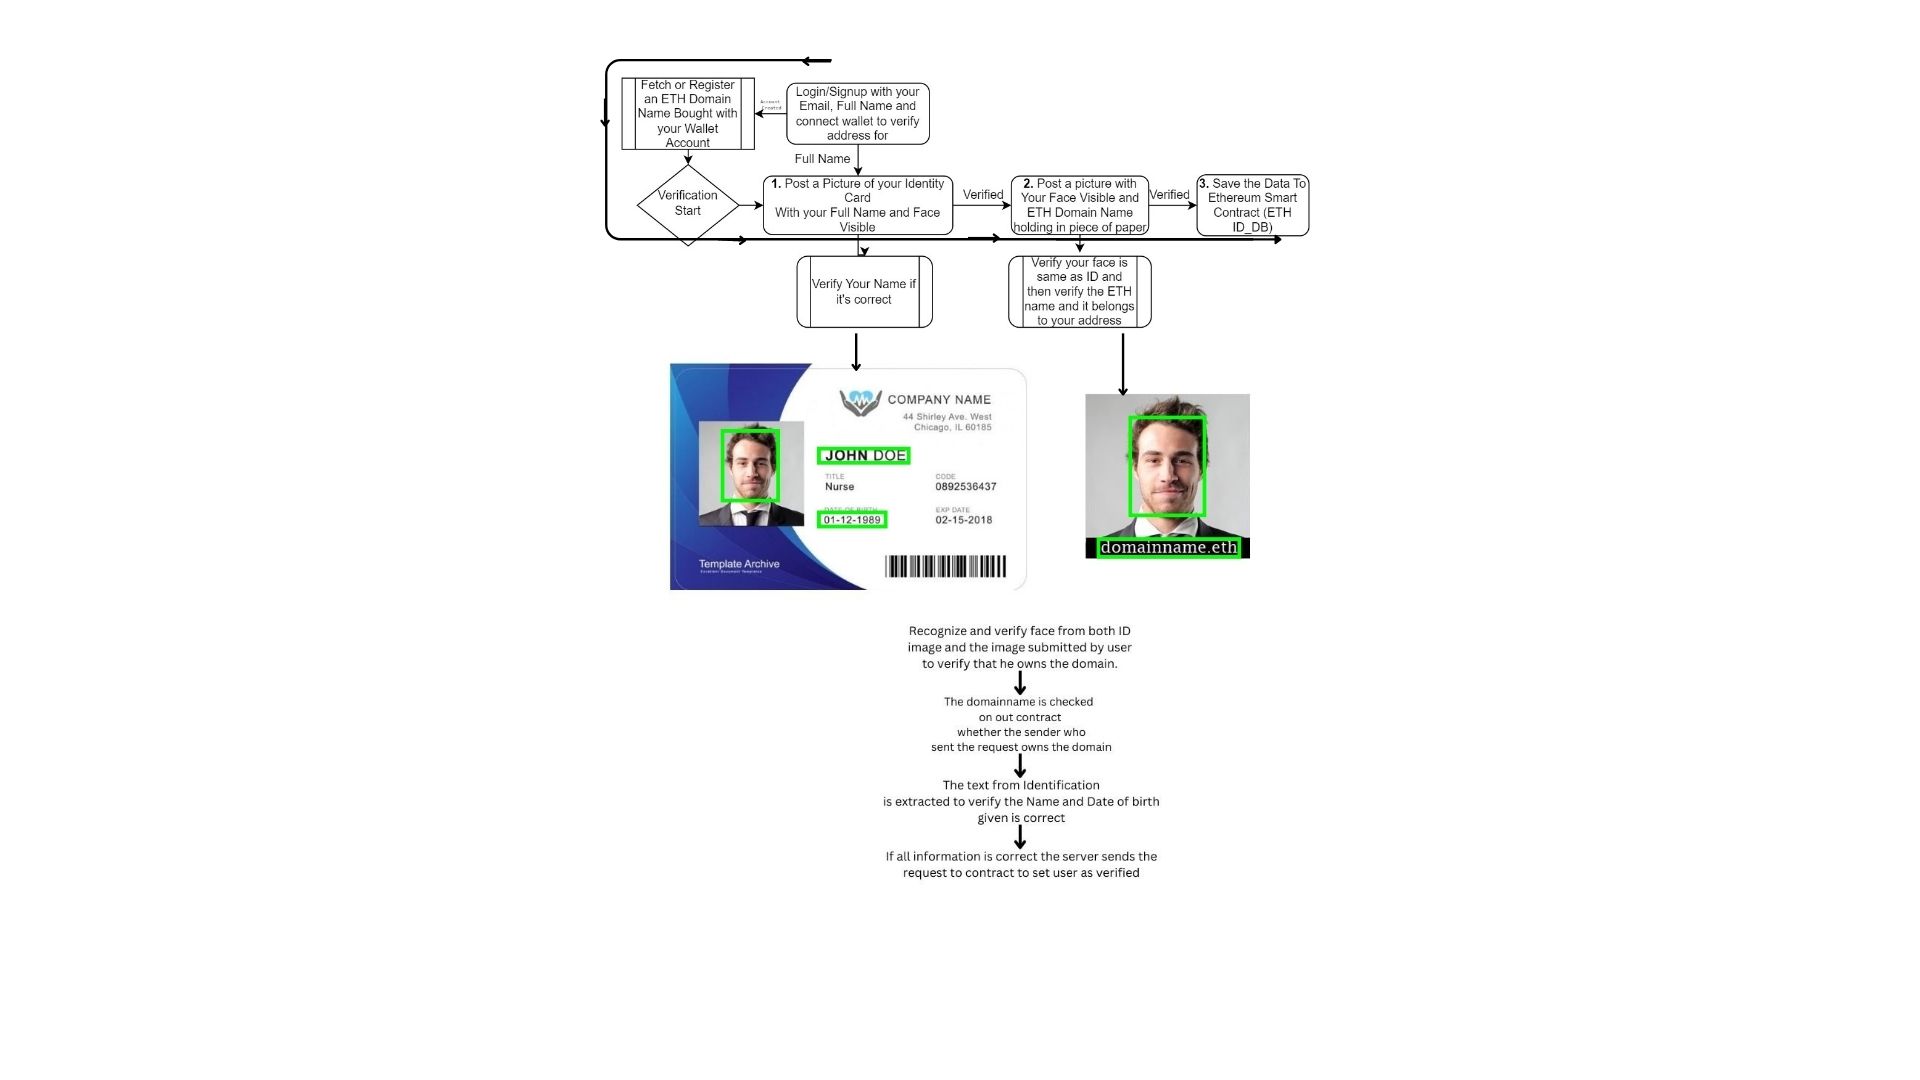 Fetch or Register
an ETH Domain
Name Bought with
your Wallet
Account
Account
Created
Login/Signup with your
Email, Full Name and
connect wallet to verify
address for
Full Name
Verification
Start
1. Post a Picture of your Identity
Card
With your Full Name and Face
Visible
Verified
2. Post a picture with
Your Face Visible and
ETH Domain Name
holding in piece of paper
Verified
3. Save the Data To
Ethereum Smart
Contract (ETH
ID_DB)
Verify Your Name if
it's correct
Verify your face is
same as ID and
then verify the ETH
name and it belongs
to your address
COMPANY NAME
44 Shirley Ave. West
Chicago, IL 60185
JOHN DOE
TITLE
Nurse
CODE
0892536437
DATE OF BIRTH
01-12-1989
EXP DATE
02-15-2018
Template Archive
Excellent Document Templates
domainname.eth
Recognize and verify face from both ID
image and the image submitted by user
to verify that he owns the domain.
The domainname is checked
on out contract
whether the sender who
sent the request owns the domain
The text from Identification
is extracted to verify the Name and Date of birth
given is correct
If all information is correct the server sends the
request to contract to set user as verified